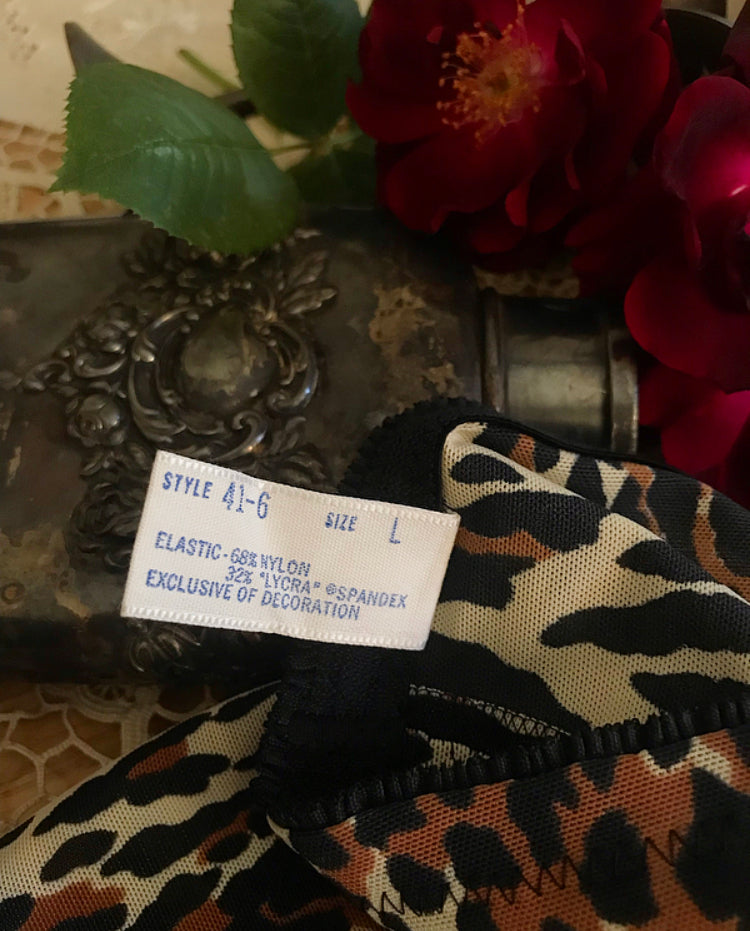 STYLE 41-6 SIZE L
ELASTIC-68% NYLON
32% "LYCRA" ®SPANDEX
EXCLUSIVE OF DECORATION